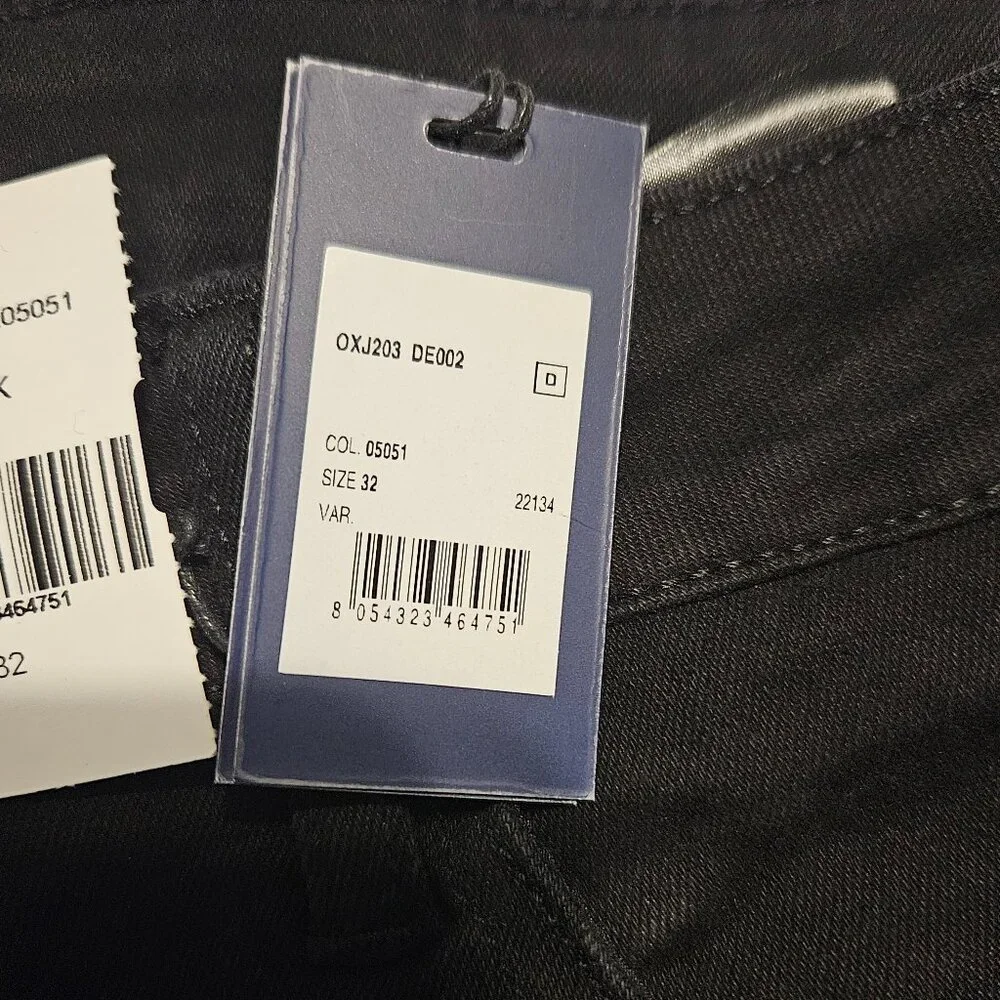 05051
K
464751
32
OXJ203 DE002
D
COL. 05051
SIZE 32
22134
VAR.
8 054323 464751